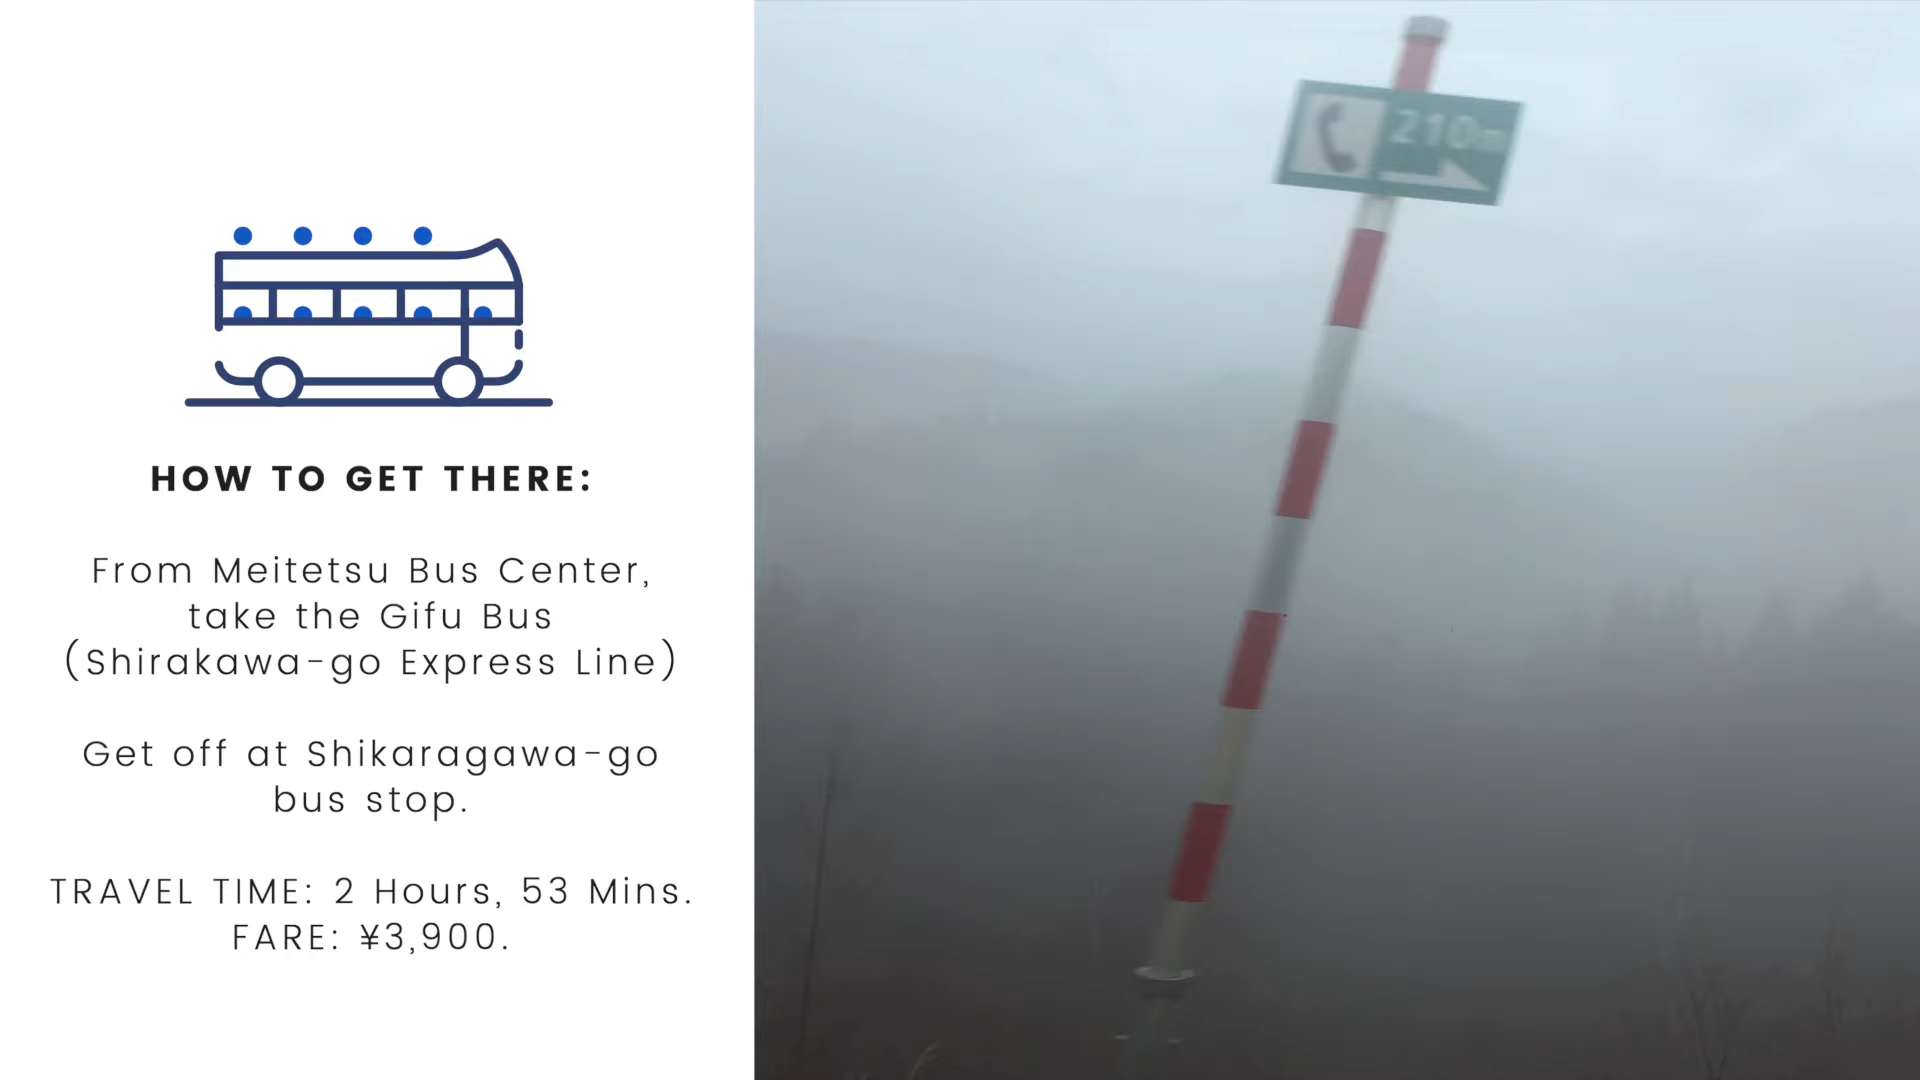 HOW TO GET THERE:
From Meitetsu Bus Center,
take the Gifu Bus
(Shirakawa-go Express Line)
Get off at Shikaragawa-go
bus stop.
TRAVEL TIME: 2 Hours, 53 Mins.
FARE: ¥3,900.
210m